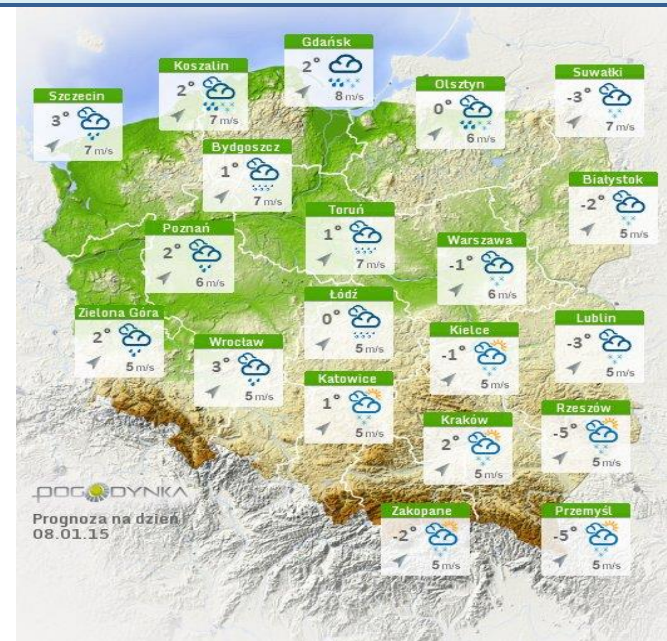 Gdańsk
2°
8 m/s
Koszalin
2°
7 m/s
Suwałki
-3°
7 m/s
Olsztyn
0°
6 m/s
Szczecin
3°
7 m/s
Bydgoszcz
1°
7 m/s
Białystok
-2°
5 m/s
Toruń
1°
7 m/s
Poznań
2°
6 m/s
Warszawa
-1°
6 m/s
Łódź
0°
5 m/s
Zielona Góra
2°
5 m/s
Lublin
-3°
5 m/s
Kielce
-1°
5 m/s
Wrocław
3°
5 m/s
Katowice
1°
5 m/s
Rzeszów
-5°
5 m/s
Kraków
2°
5 m/s
POGODYNKA
Prognoza na dzień
08.01.15
Zakopane
-2°
5 m/s
Przemyśl
-5°
5 m/s